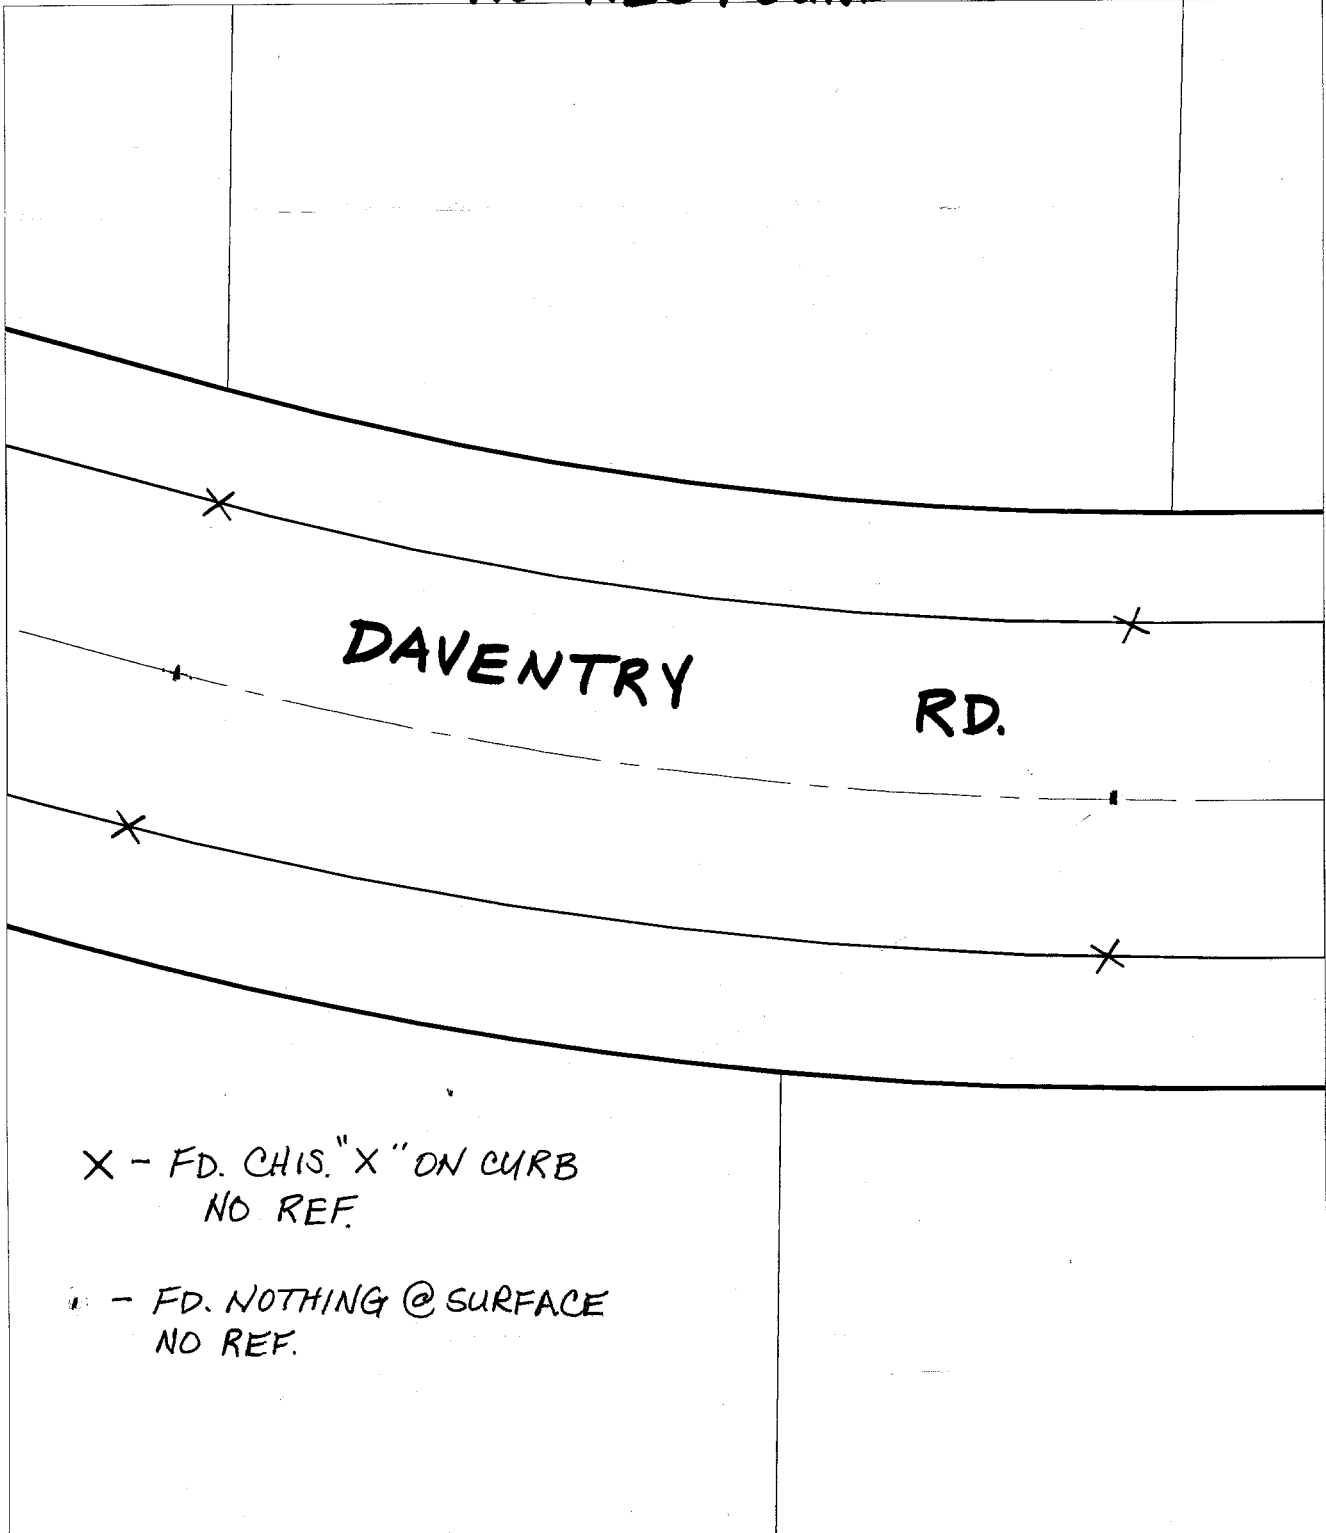 DAVENTRY RD.
X - FD. CHIS. "X" ON CURB
NO REF.
- FD. NOTHING @ SURFACE
NO REF.